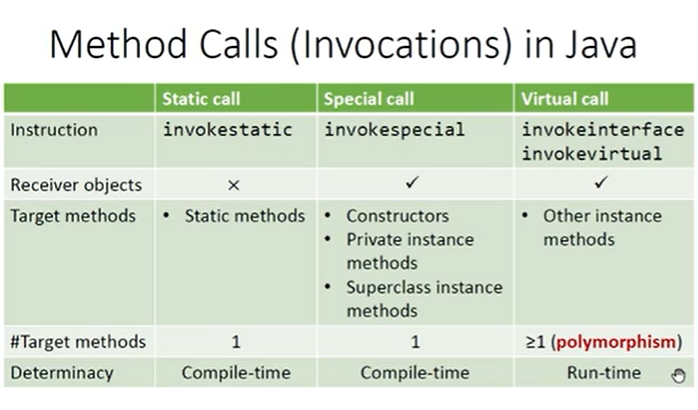 Method Calls (Invocations) in Java
Static call Special call Virtual call
Instruction invokestatic invokespecial invokeinterface
invokevirtual
Receiver objects × ✓ ✓
Target methods • Static methods • Constructors • Other instance
• Private instance methods
methods
• Superclass instance
methods
#Target methods 1 1 ≥1 (polymorphism)
Determinacy Compile-time Compile-time Run-time